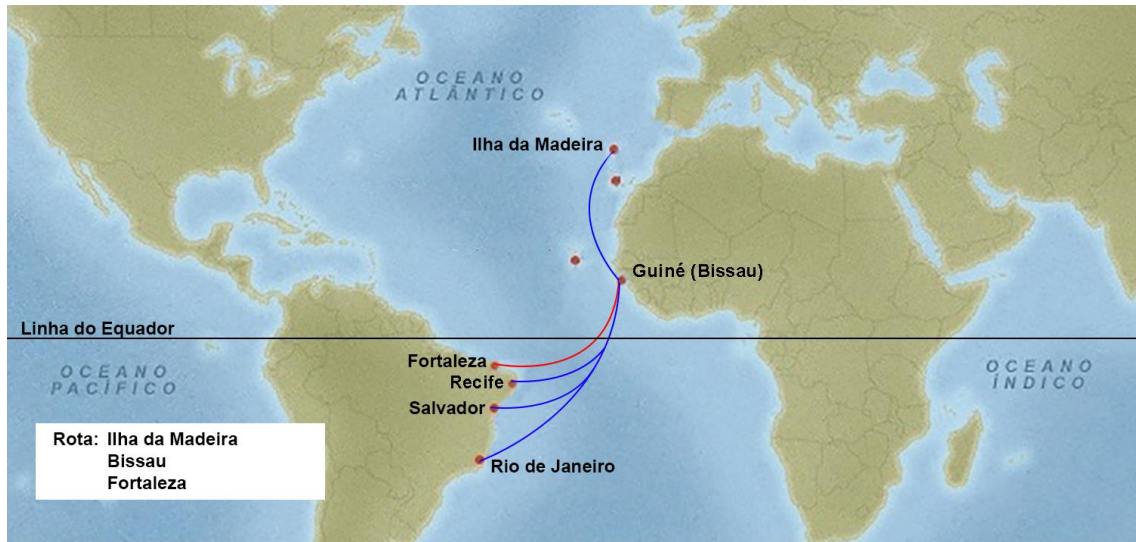 OCEANO
ATLÂNTICO
Ilha da Madeira
Guiné (Bissau)
Linha do Equador
OCEANO
PACÍFICO
Fortaleza
Recife
Salvador
OCEANO
ÍNDICO
Rota: Ilha da Madeira
Bissau
Fortaleza
Rio de Janeiro